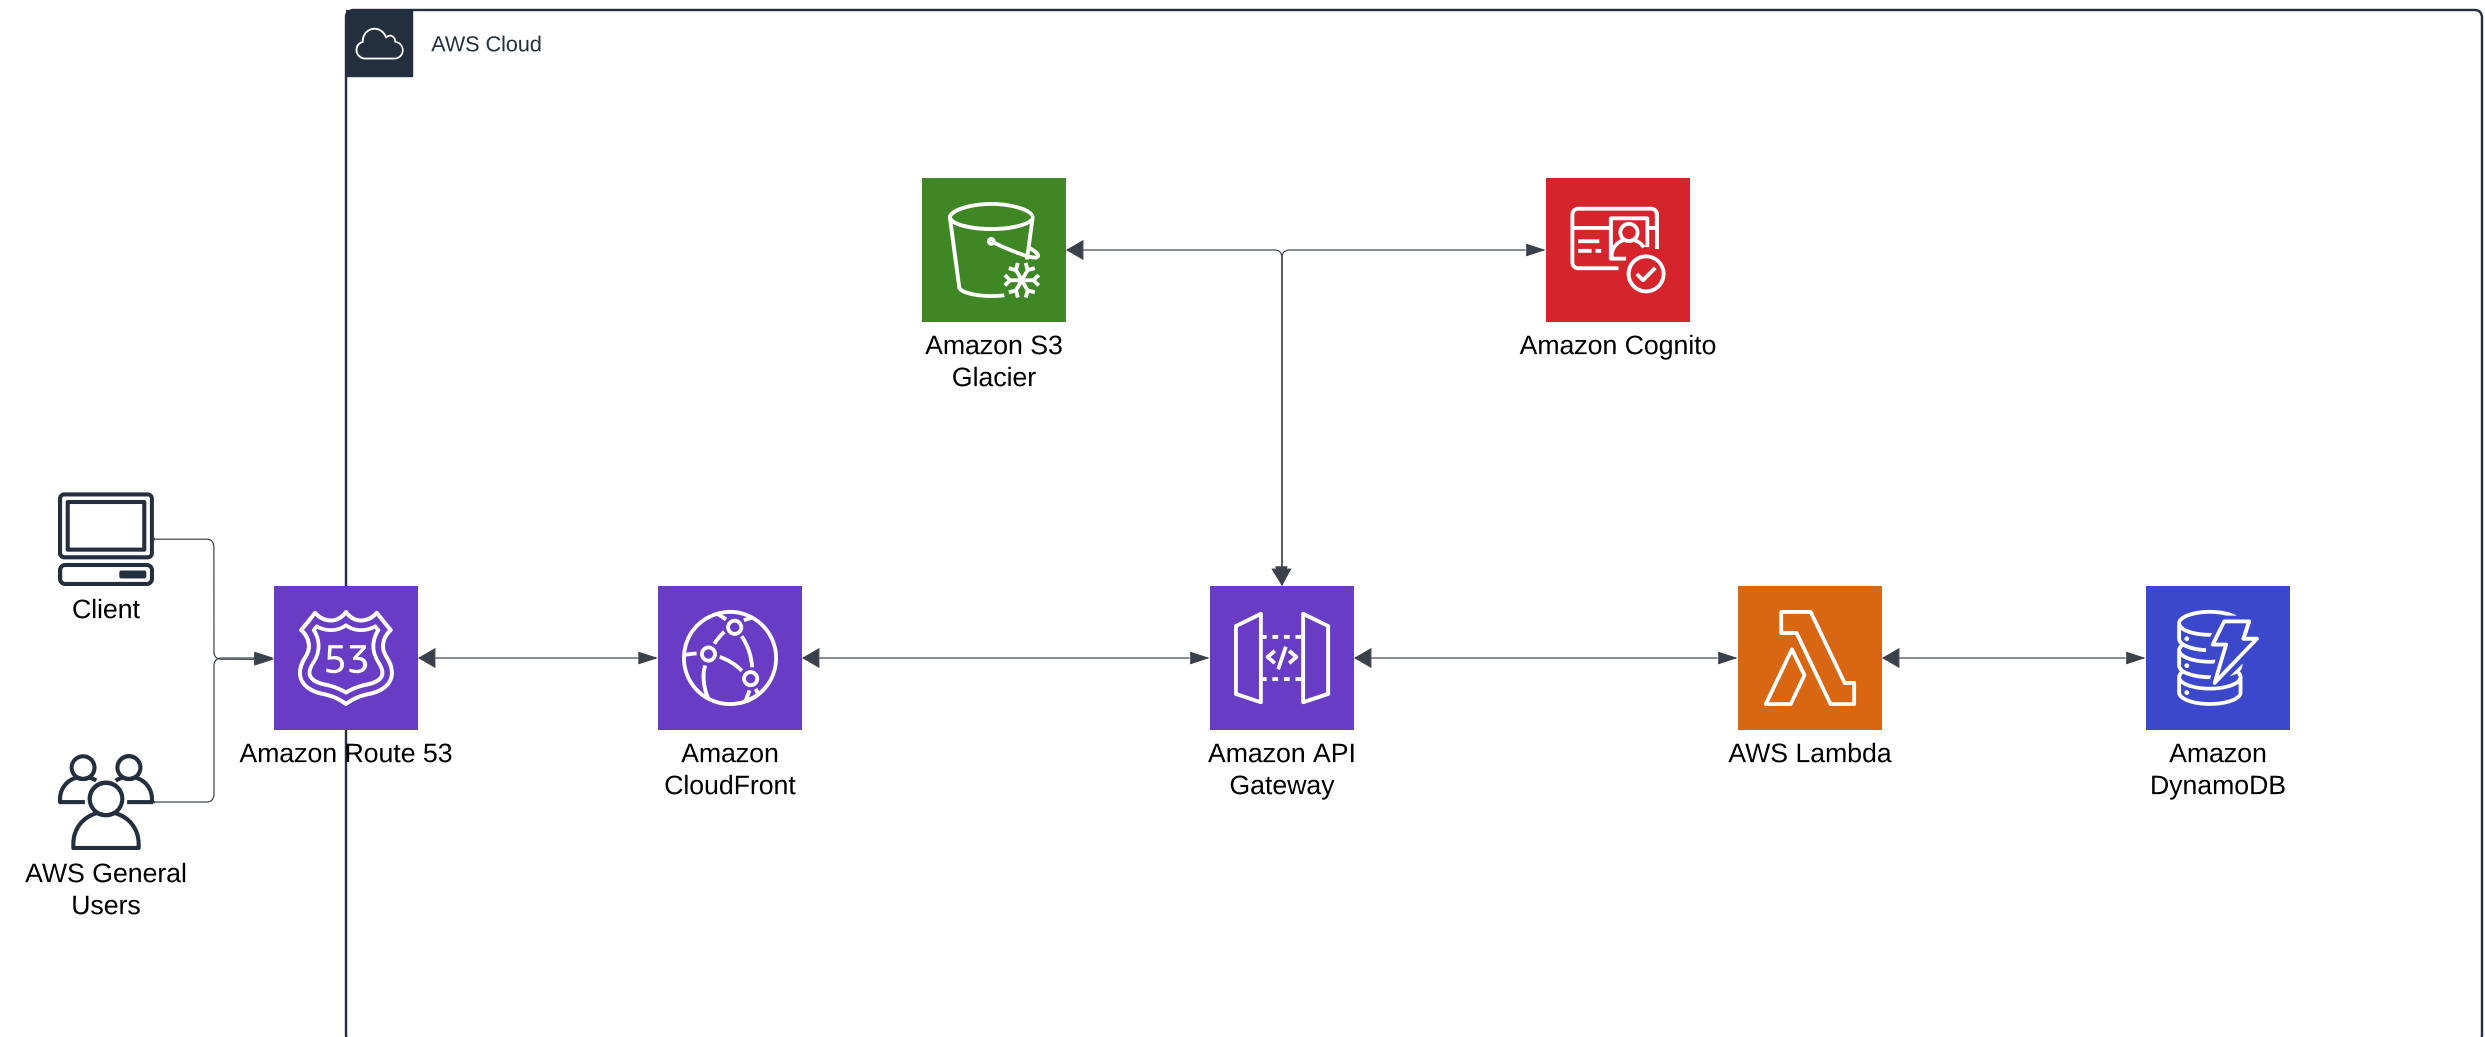 AWS Cloud
Amazon S3
Glacier
Amazon Cognito
Client
53
Amazon Route 53
Amazon
CloudFront
</>
Amazon API
Gateway
AWS Lambda
Amazon
DynamoDB
AWS General
Users